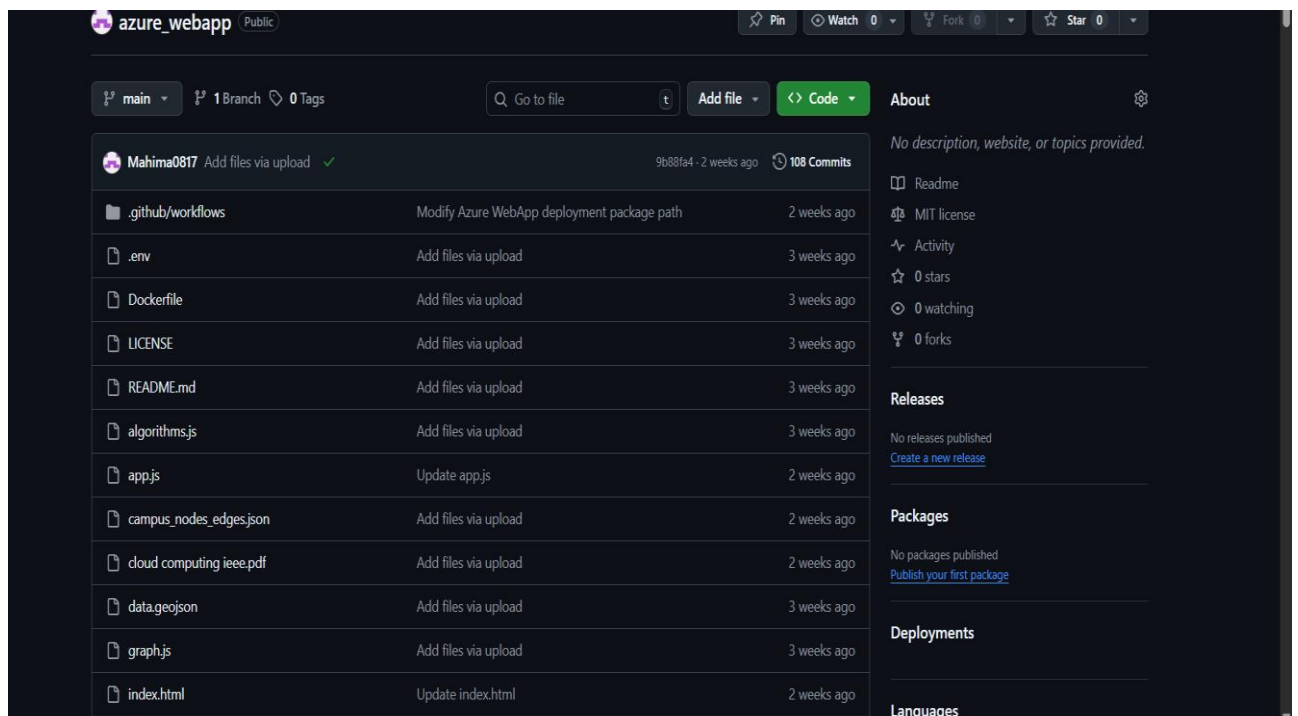 azure_webapp Public
Pin Watch 0 Fork 0 Star 0
main 1 Branch 0 Tags Go to file t Add file Code
Mahima0817 Add files via upload 9b88fa4 · 2 weeks ago 108 Commits
.github/workflows Modify Azure WebApp deployment package path 2 weeks ago
.env Add files via upload 3 weeks ago
Dockerfile Add files via upload 3 weeks ago
LICENSE Add files via upload 3 weeks ago
README.md Add files via upload 3 weeks ago
algorithms.js Add files via upload 3 weeks ago
app.js Update app.js 2 weeks ago
campus_nodes_edges.json Add files via upload 2 weeks ago
cloud computing ieee.pdf Add files via upload 2 weeks ago
data.geojson Add files via upload 3 weeks ago
graph.js Add files via upload 3 weeks ago
index.html Update index.html 2 weeks ago
About
No description, website, or topics provided.
Readme
MIT license
Activity
0 stars
0 watching
0 forks
Releases
No releases published
Create a new release
Packages
No packages published
Publish your first package
Deployments
Languages